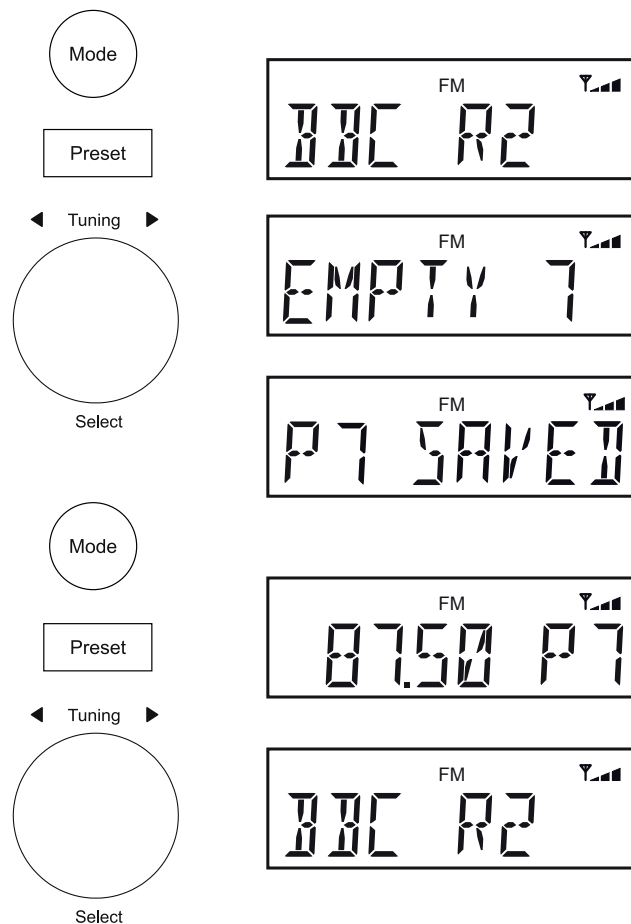 Mode
FM
BBC R2
Preset
◀ Tuning ▶
FM
EMPTY 7
Select
FM
P7 SAVED
Mode
FM
87.50 P7
Preset
◀ Tuning ▶
FM
BBC R2
Select